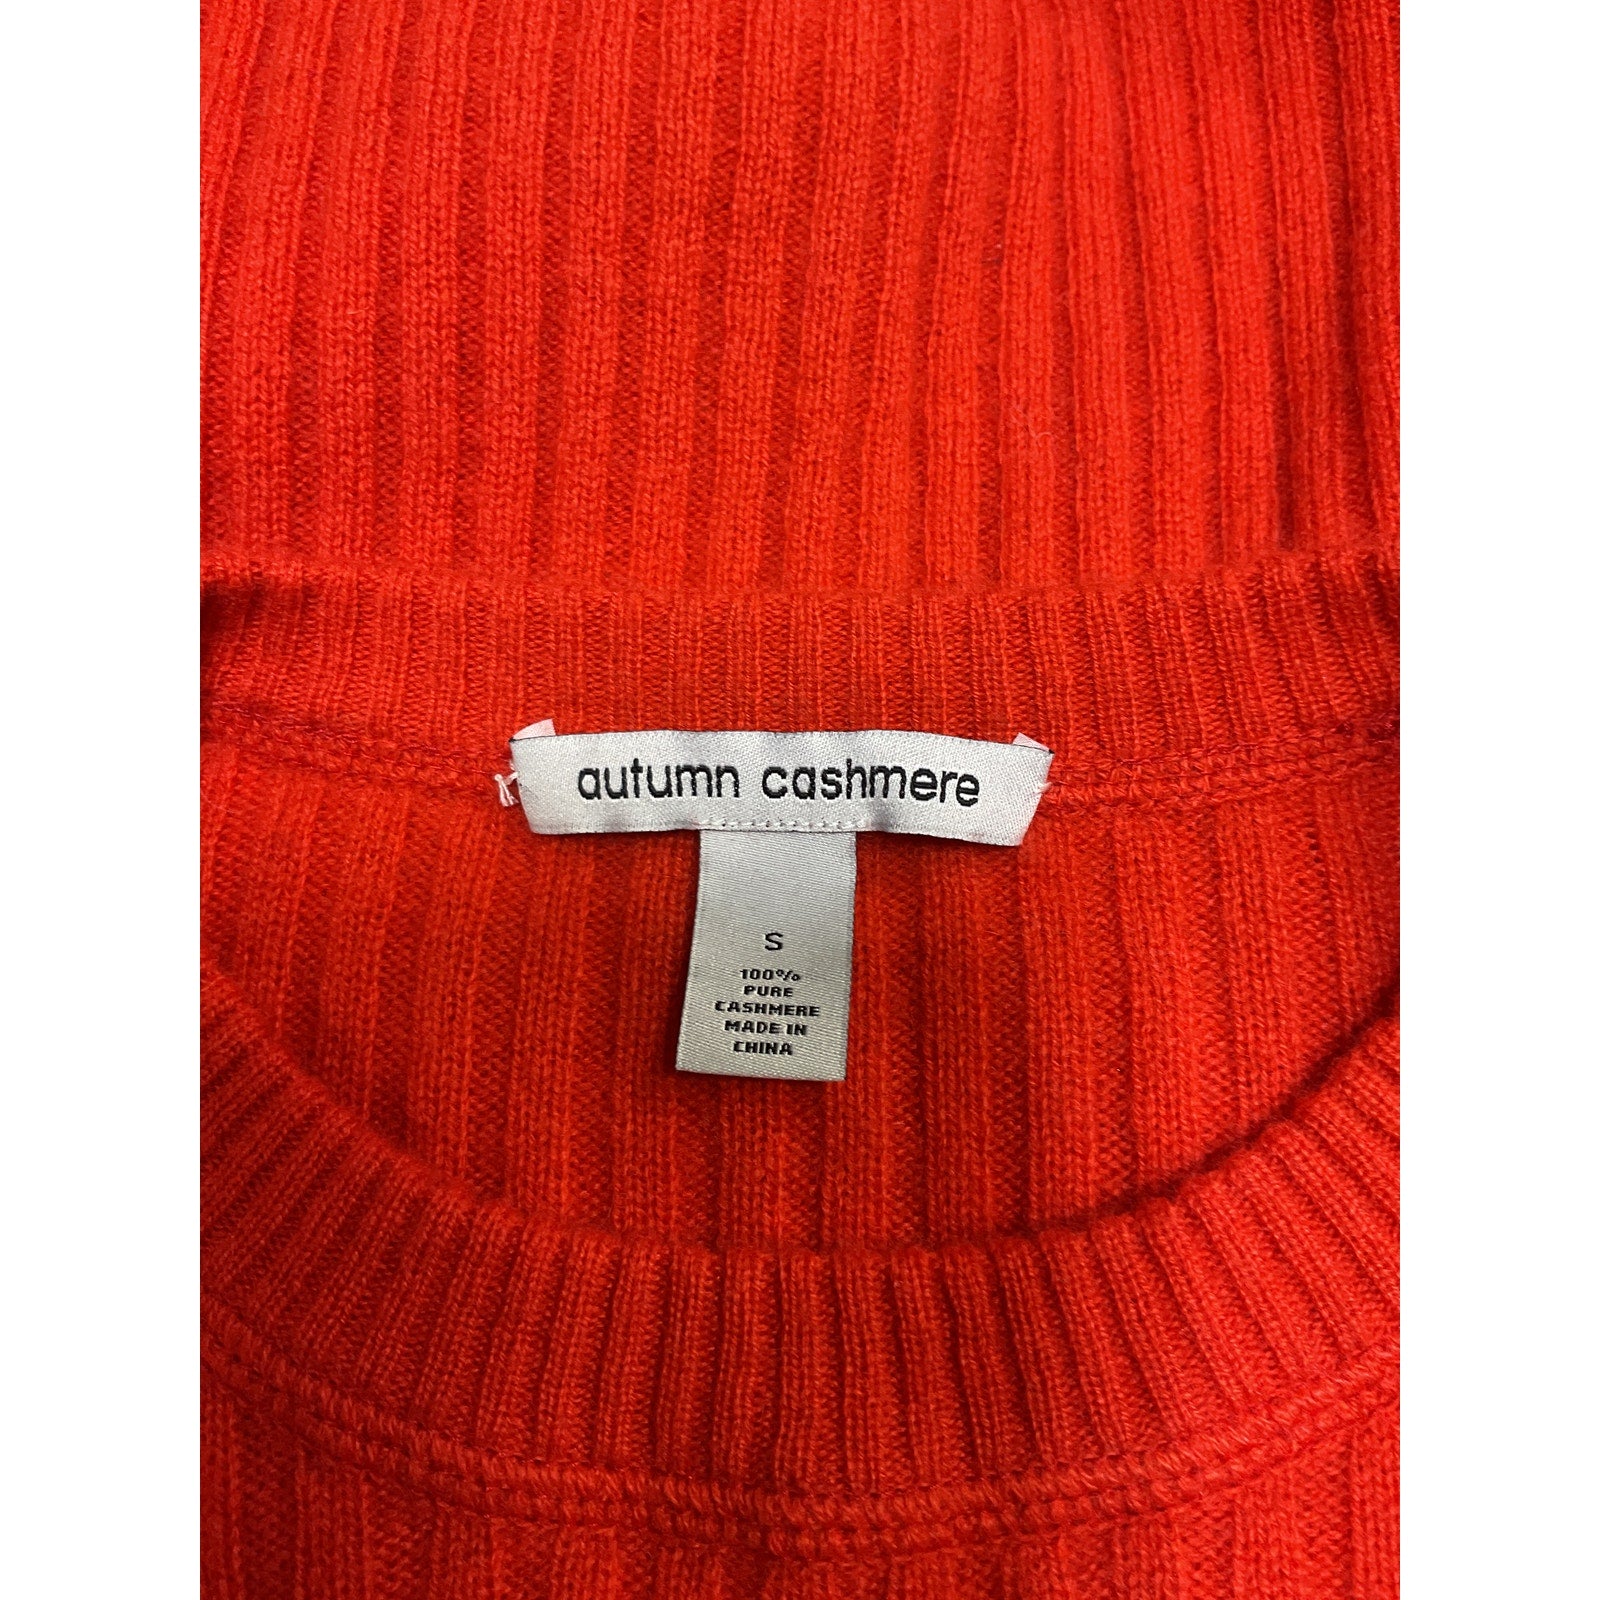 autumn cashmere
S
100%
PURE
CASHMERE
MADE IN
CHINA